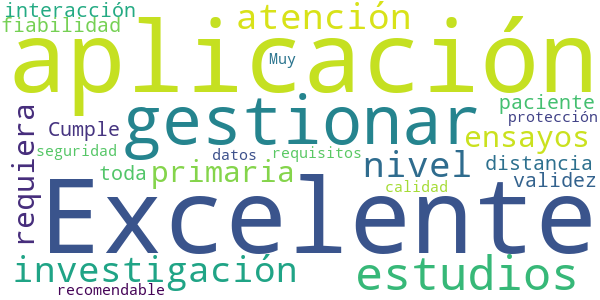 interacción
atención
fiabilidad
aplicación
Muy
paciente
gestionar
protección
requiera
Cumple
ensayos
seguridad
datos
requisitos
nivel
distancia
toda
primaria
validez
calidad
Excelente
investigación
estudios
recomendable